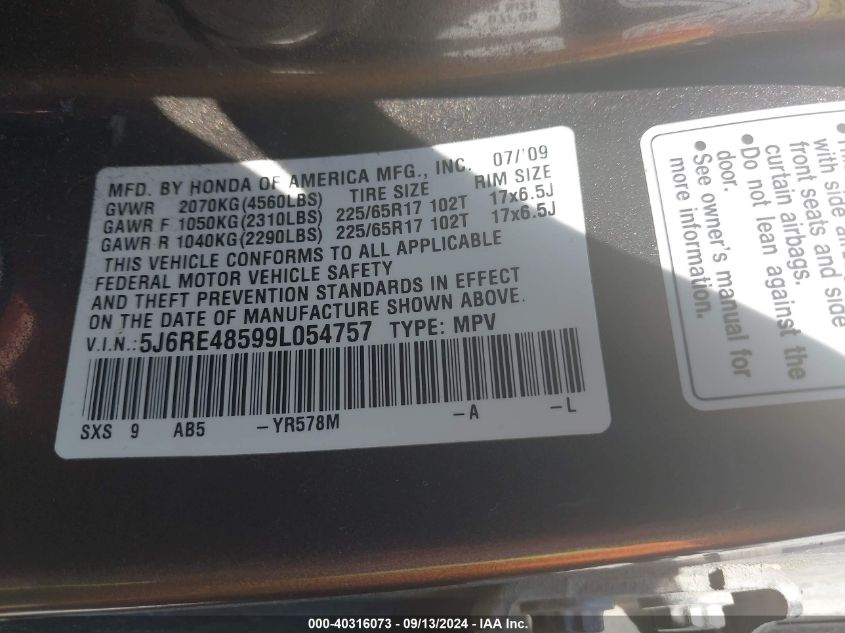 MFD. BY HONDA OF AMERICA MFG., INC. 07/'09
GVWR 2070KG(4560LBS) TIRE SIZE RIM SIZE
GAWR F 1050KG(2310LBS) 225/65R17 102T 17x6.5J
GAWR R 1040KG(2290LBS) 225/65R17 102T 17x6.5J
THIS VEHICLE CONFORMS TO ALL APPLICABLE
FEDERAL MOTOR VEHICLE SAFETY
AND THEFT PREVENTION STANDARDS IN EFFECT
ON THE DATE OF MANUFACTURE SHOWN ABOVE.
V.I.N.: 5J6RE48599L054757 TYPE: MPV
SXS 9 AB5 -YR578M -A -L
with side
front seats and side
curtain airbags.
• Do not lean against the
door.
• See owner's manual for
more information.
000-40316073 - 09/13/2024 - IAA Inc.